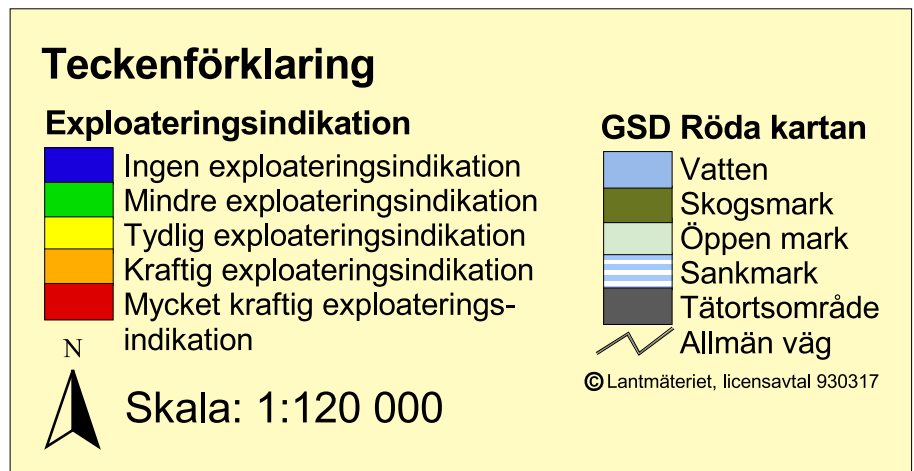 Teckenförklaring
Exploateringsindikation
Ingen exploateringsindikation
Mindre exploateringsindikation
Tydlig exploateringsindikation
Kraftig exploateringsindikation
Mycket kraftig exploaterings-
indikation
N
Skala: 1:120 000
GSD Röda kartan
Vatten
Skogsmark
Öppen mark
Sankmark
Tätortsområde
Allmän väg
© Lantmäteriet, licensavtal 930317